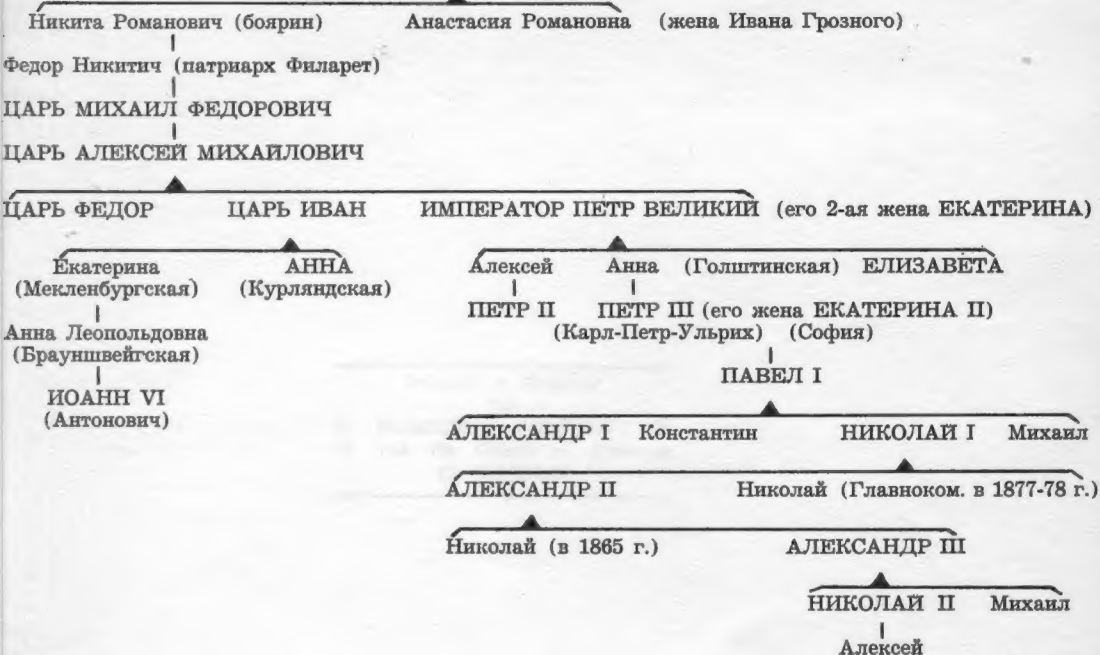 Никита Романович (боярин) Анастасия Романовна (жена Ивана Грозного)
Федор Никитич (патриарх Филарет)
ЦАРЬ МИХАИЛ ФЕДОРОВИЧ
ЦАРЬ АЛЕКСЕЙ МИХАЙЛОВИЧ
ЦАРЬ ФЕДОР ЦАРЬ ИВАН ИМПЕРАТОР ПЕТР ВЕЛИКИЙ (его 2-ая жена ЕКАТЕРИНА)
Екатерина АННА Алексей Анна (Голштинская) ЕЛИЗАВЕТА
(Мекленбургская) (Курляндская)
ПЕТР II ПЕТР III (его жена ЕКАТЕРИНА II)
Анна Леопольдовна (Карл-Петр-Ульрих) (София)
(Брауншвейгская)
ПАВЕЛ I
ИОАНН VI
(Антонович)
АЛЕКСАНДР I Константин НИКОЛАЙ I Михаил
АЛЕКСАНДР II Николай (Главноком. в 1877-78 г.)
Николай (в 1865 г.) АЛЕКСАНДР III
НИКОЛАЙ II Михаил
Алексей